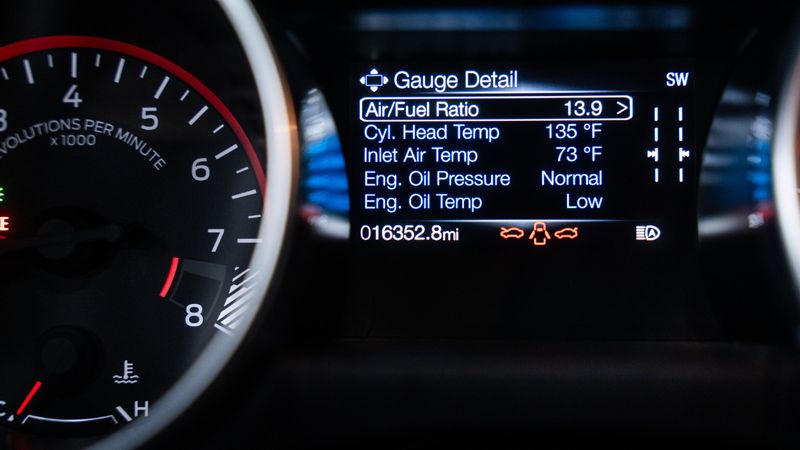 Gauge Detail SW
Air/Fuel Ratio 13.9 >
Cyl. Head Temp 135 °F
Inlet Air Temp 73 °F
Eng. Oil Pressure Normal
Eng. Oil Temp Low
016352.8mi
A
4
5
6
7
8
REVOLUTIONS PER MINUTE
x1000
C H